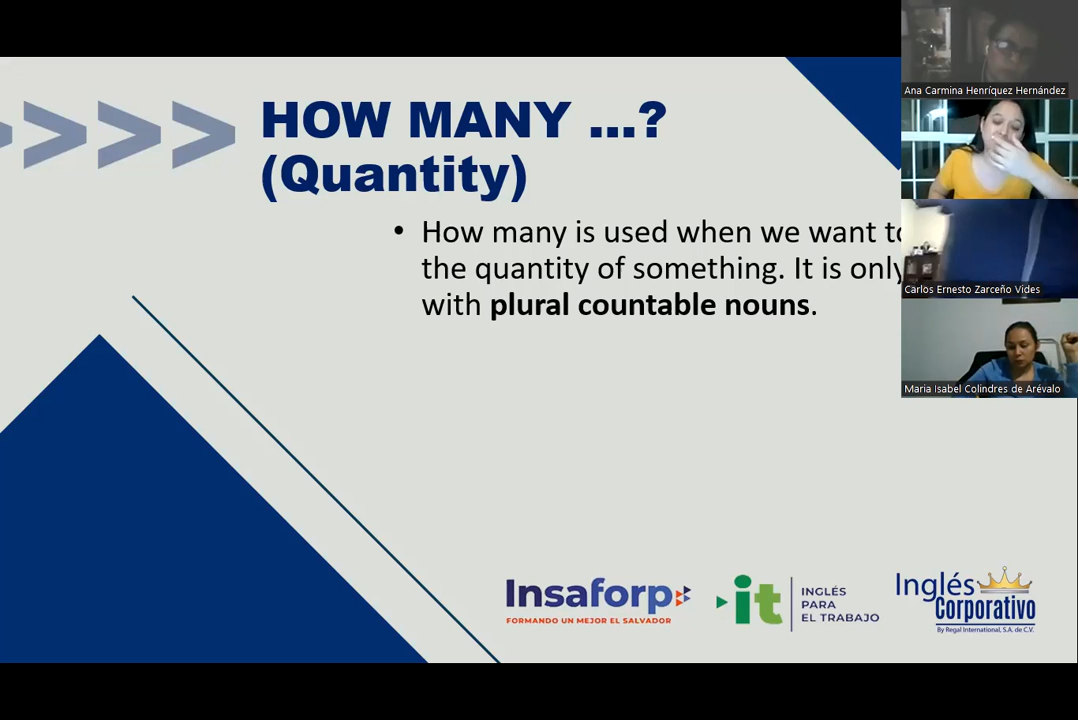 HOW MANY ...?
(Quantity)
• How many is used when we want to
the quantity of something. It is only
with plural countable nouns.
Ana Carmina Henríquez Hernández
Carlos Ernesto Zarceño Vides
Maria Isabel Colindres de Arévalo
Insaforp
FORMANDO UN MEJOR EL SALVADOR
it
INGLÉS
PARA
EL TRABAJO
Inglés
Corporativo
By Regal International, S.A. de C.V.